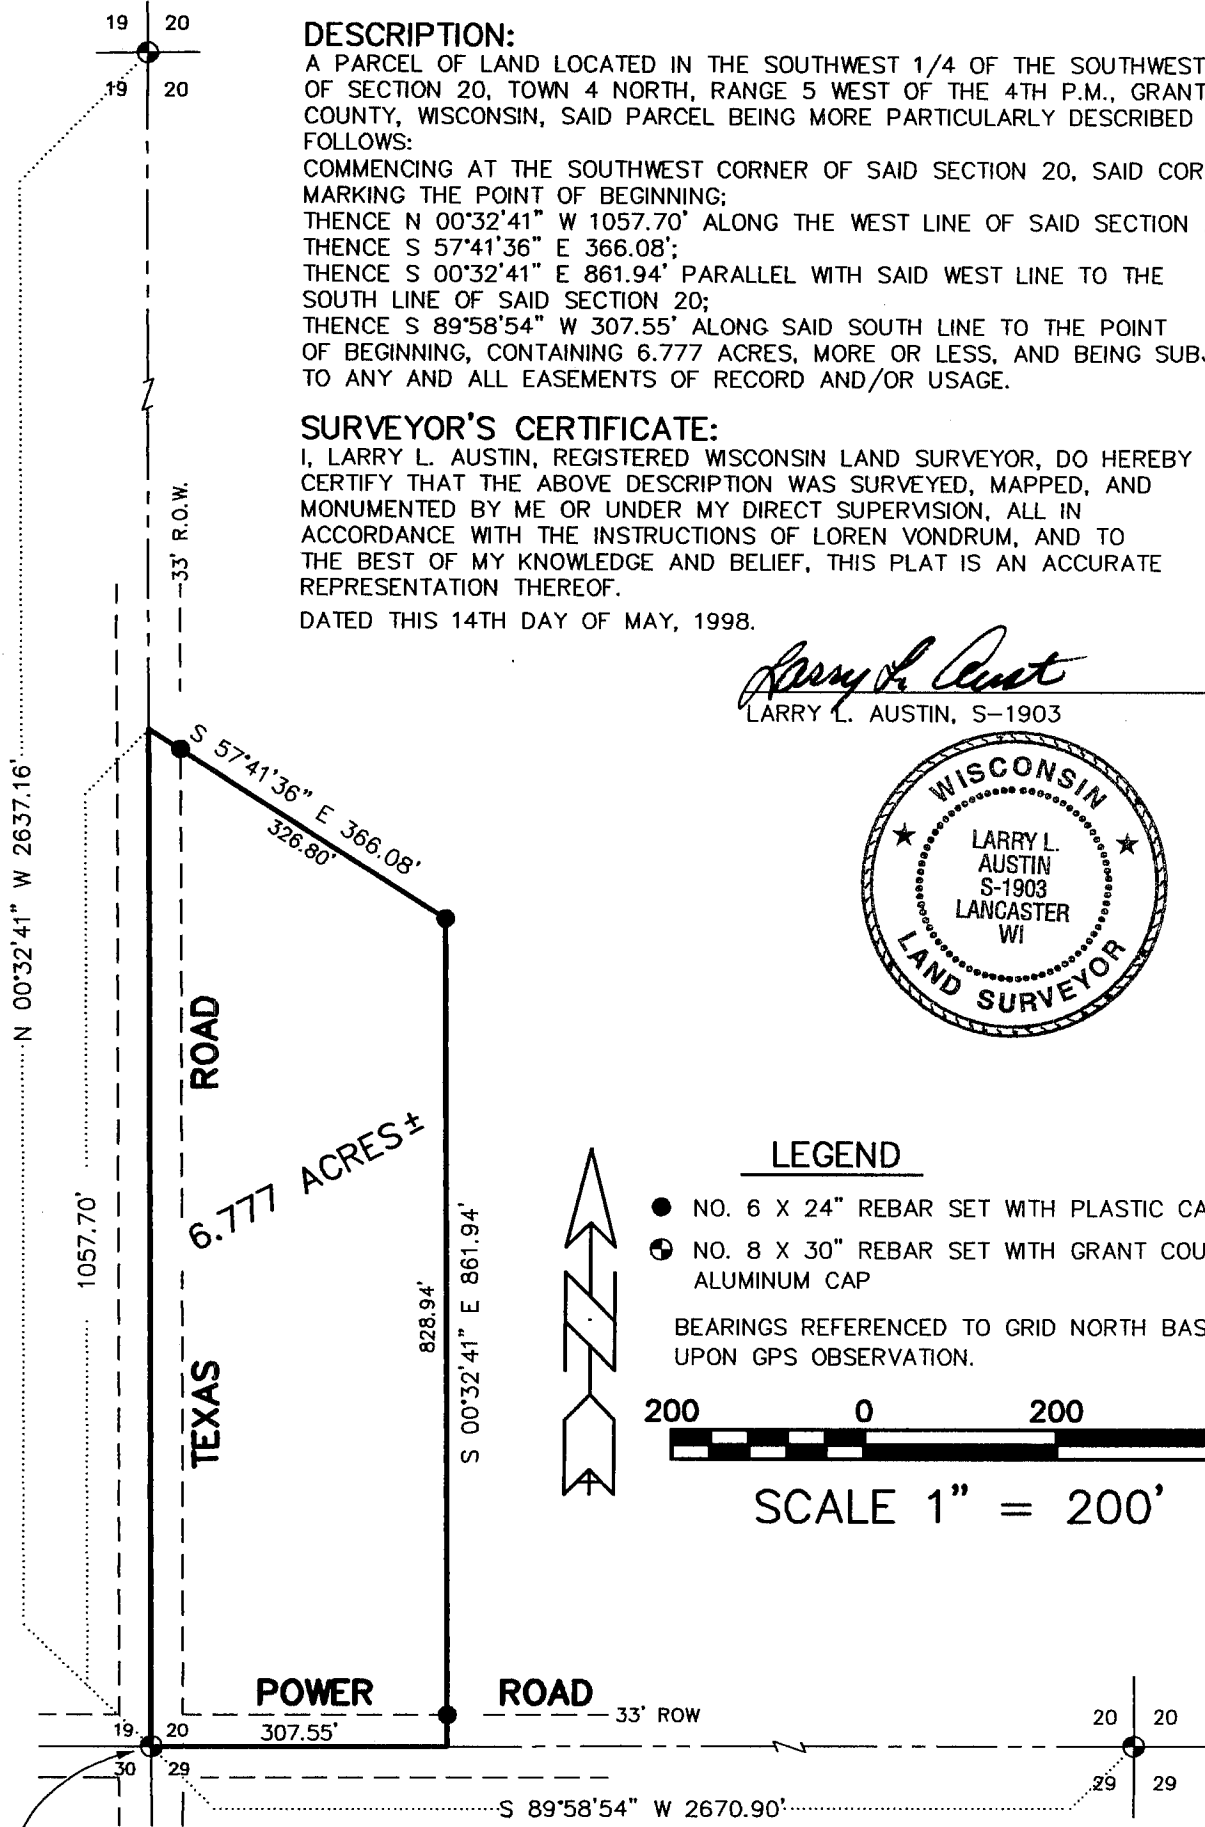 19 20
19 20
DESCRIPTION:
A PARCEL OF LAND LOCATED IN THE SOUTHWEST 1/4 OF THE SOUTHWEST
OF SECTION 20, TOWN 4 NORTH, RANGE 5 WEST OF THE 4TH P.M., GRANT
COUNTY, WISCONSIN, SAID PARCEL BEING MORE PARTICULARLY DESCRIBED
FOLLOWS:
COMMENCING AT THE SOUTHWEST CORNER OF SAID SECTION 20, SAID COR
MARKING THE POINT OF BEGINNING;
THENCE N 00°32'41" W 1057.70' ALONG THE WEST LINE OF SAID SECTION
THENCE S 57°41'36" E 366.08';
THENCE S 00°32'41" E 861.94' PARALLEL WITH SAID WEST LINE TO THE
SOUTH LINE OF SAID SECTION 20;
THENCE S 89°58'54" W 307.55' ALONG SAID SOUTH LINE TO THE POINT
OF BEGINNING, CONTAINING 6.777 ACRES, MORE OR LESS, AND BEING SUBJ
TO ANY AND ALL EASEMENTS OF RECORD AND/OR USAGE.
SURVEYOR'S CERTIFICATE:
I, LARRY L. AUSTIN, REGISTERED WISCONSIN LAND SURVEYOR, DO HEREBY
CERTIFY THAT THE ABOVE DESCRIPTION WAS SURVEYED, MAPPED, AND
MONUMENTED BY ME OR UNDER MY DIRECT SUPERVISION, ALL IN
ACCORDANCE WITH THE INSTRUCTIONS OF LOREN VONDRUM, AND TO
THE BEST OF MY KNOWLEDGE AND BELIEF, THIS PLAT IS AN ACCURATE
REPRESENTATION THEREOF.
DATED THIS 14TH DAY OF MAY, 1998.
Larry L. Aust
LARRY L. AUSTIN, S-1903
WISCONSIN
LARRY L.
AUSTIN
S-1903
LANCASTER
WI
LAND SURVEYOR
33' R.O.W.
S 57°41'36" E 366.08'
326.80'
N 00°32'41" W 2637.16'
1057.70'
TEXAS ROAD
6.777 ACRES±
828.94'
S 00°32'41" E 861.94'
LEGEND
NO. 6 X 24" REBAR SET WITH PLASTIC CA
NO. 8 X 30" REBAR SET WITH GRANT COU
ALUMINUM CAP
BEARINGS REFERENCED TO GRID NORTH BAS
UPON GPS OBSERVATION.
N
200 0 200
SCALE 1" = 200'
POWER ROAD
33' ROW
307.55'
19 20
30 29
20 20
29 29
S 89°58'54" W 2670.90'